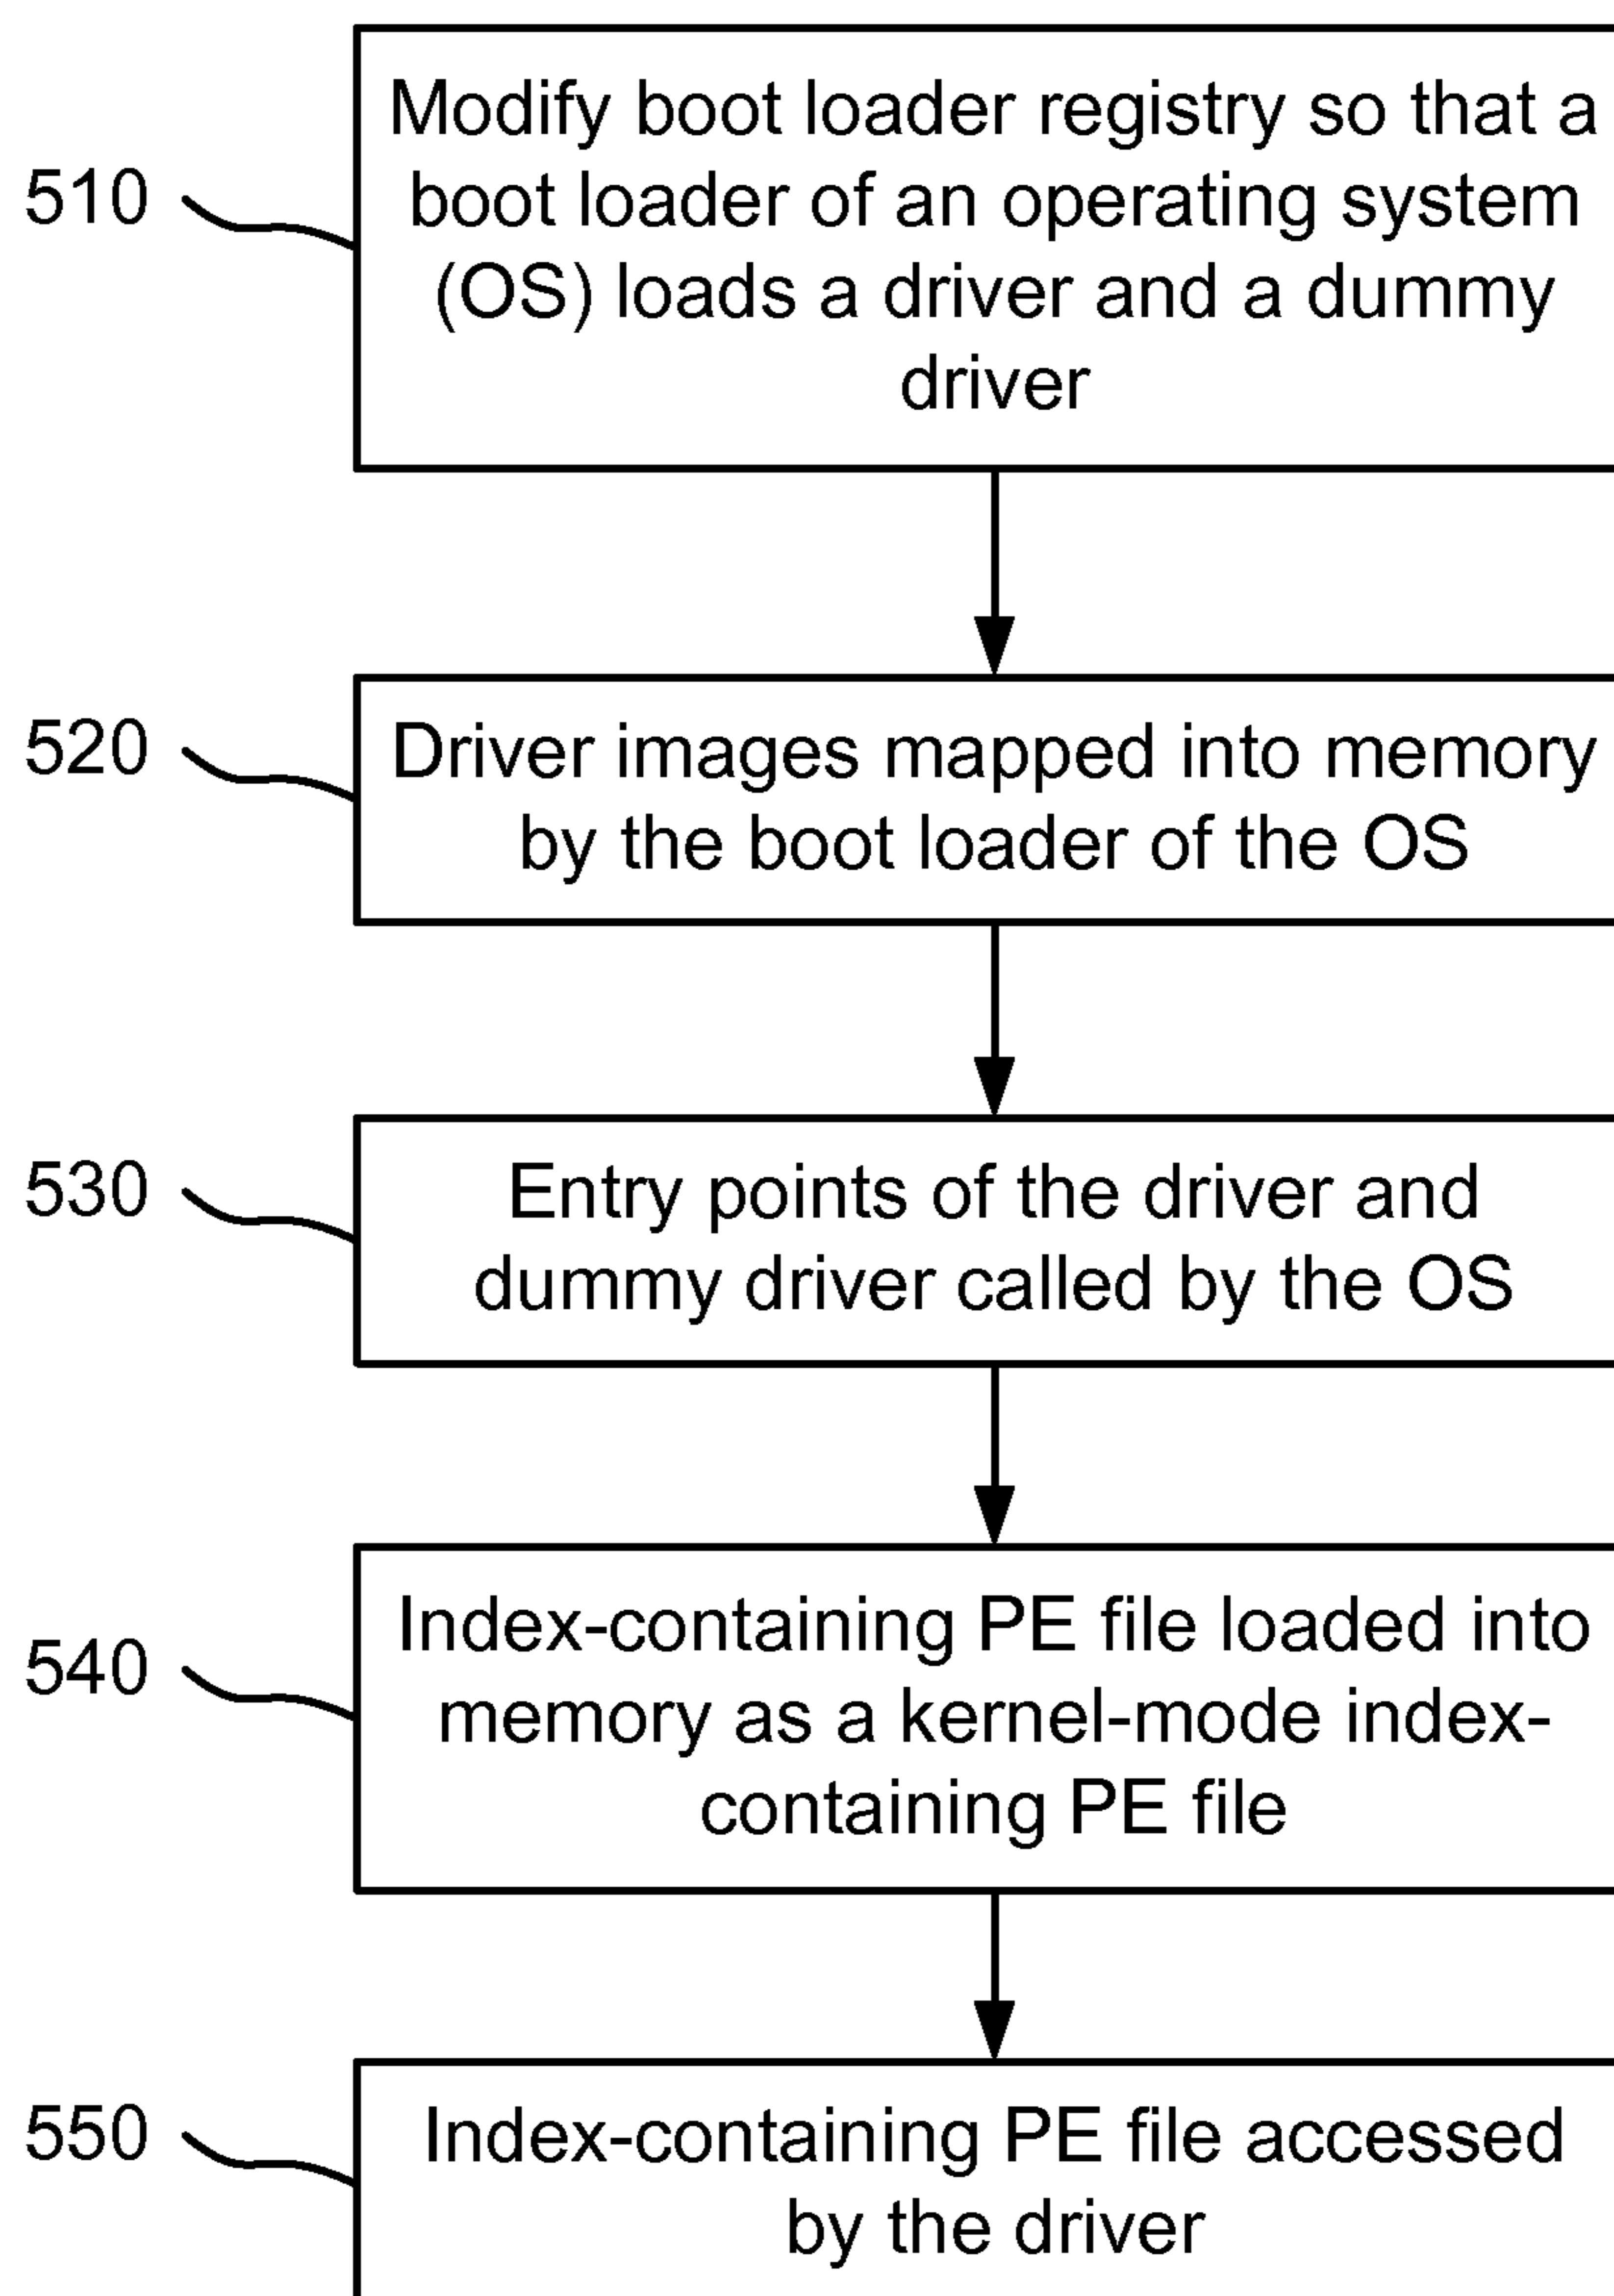 510
Modify boot loader registry so that a
boot loader of an operating system
(OS) loads a driver and a dummy
driver
520
Driver images mapped into memory
by the boot loader of the OS
530
Entry points of the driver and
dummy driver called by the OS
540
Index-containing PE file loaded into
memory as a kernel-mode index-
containing PE file
550
Index-containing PE file accessed
by the driver